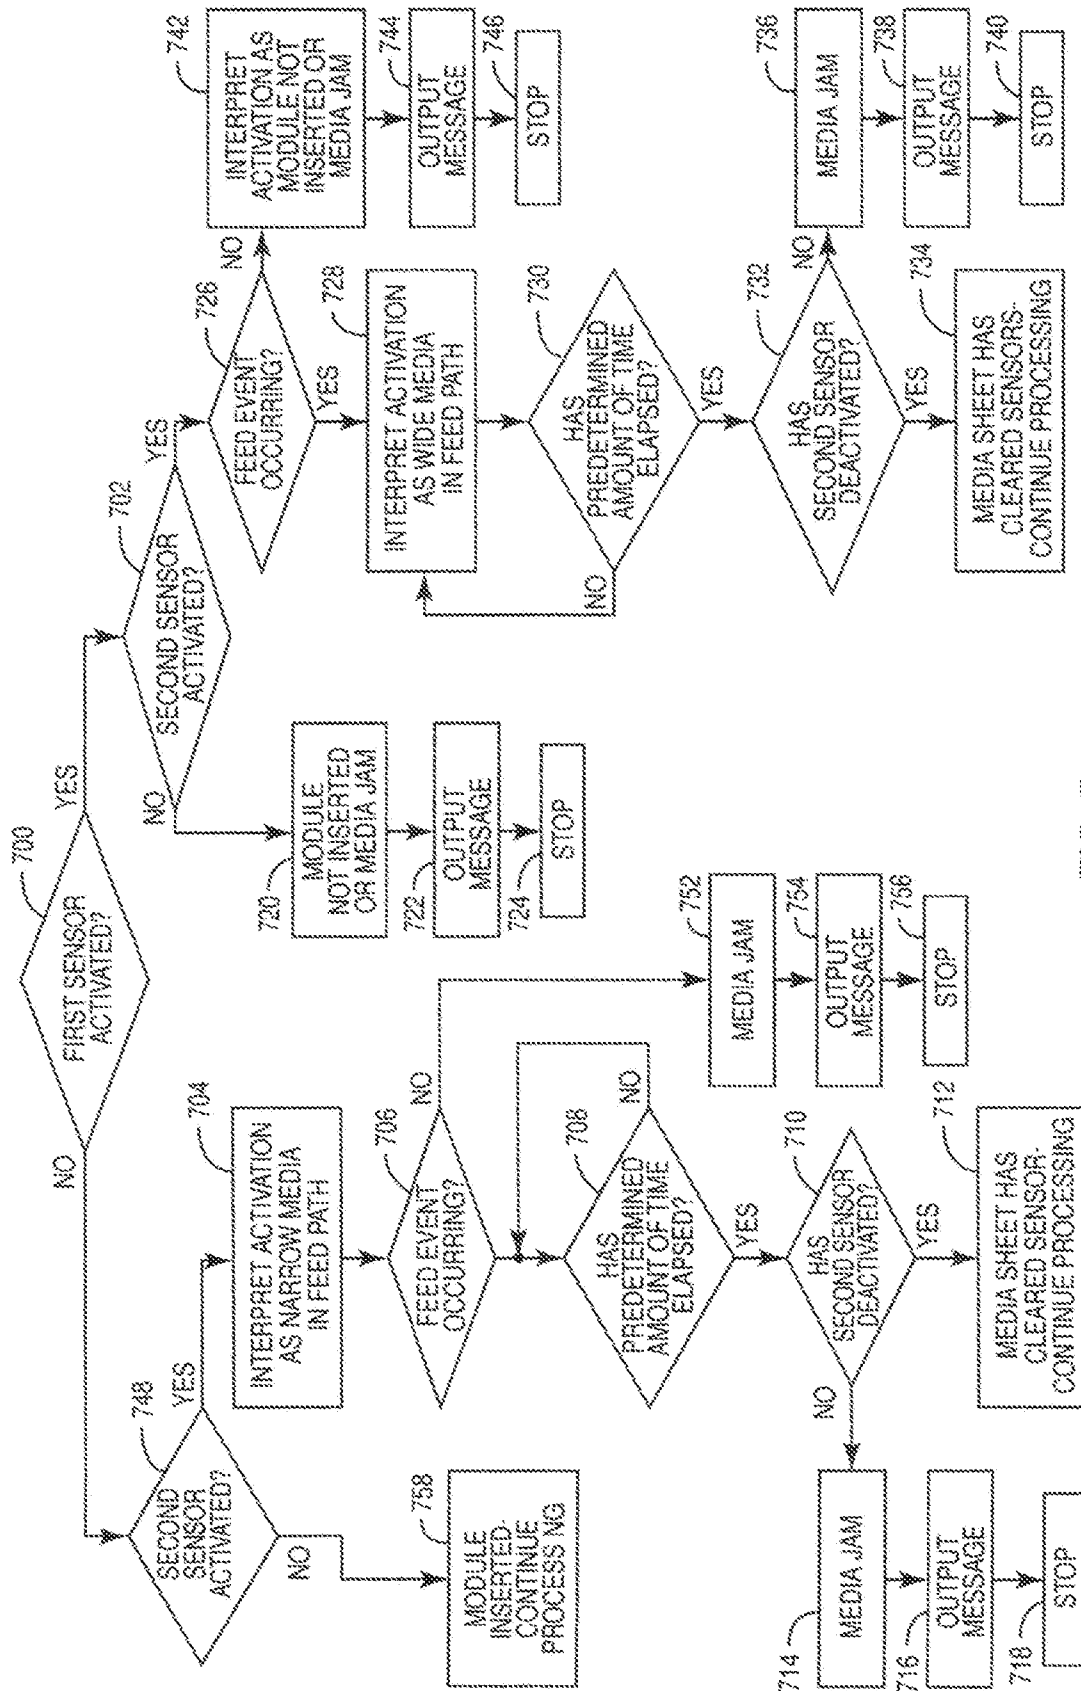 700
FIRST SENSOR
ACTIVATED?
NO
YES
748
SECOND
SENSOR
ACTIVATED?
YES
NO
758
MODULE
INSERTED-
CONTINUE
PROCESS NG
704
INTERPRET ACTIVATION
AS NARROW MEDIA
IN FEED PATH
706
FEED EVENT
OCCURRING?
NO
708
HAS
PREDETERMINED
AMOUNT OF TIME
ELAPSED?
NO
YES
710
HAS
SECOND SENSOR
DEACTIVATED?
NO
YES
712
MEDIA SHEET HAS
CLEARED SENSOR-
CONTINUE PROCESSING
714
MEDIA JAM
716
OUTPUT
MESSAGE
718
STOP
752
MEDIA JAM
754
OUTPUT
MESSAGE
756
STOP
702
SECOND SENSOR
ACTIVATED?
NO
YES
720
MODULE
NOT INSERTED
OR MEDIA JAM
722
OUTPUT
MESSAGE
724
STOP
726
FEED EVENT
OCCURRING?
NO
YES
742
INTERPRET
ACTIVATION AS
MODULE NOT
INSERTED OR
MEDIA JAM
744
OUTPUT
MESSAGE
746
STOP
728
INTERPRET ACTIVATION
AS WIDE MEDIA
IN FEED PATH
730
HAS
PREDETERMINED
AMOUNT OF TIME
ELAPSED?
NO
YES
732
HAS
SECOND SENSOR
DEACTIVATED?
NO
YES
734
MEDIA SHEET HAS
CLEARED SENSORS-
CONTINUE PROCESSING
736
MEDIA JAM
738
OUTPUT
MESSAGE
740
STOP